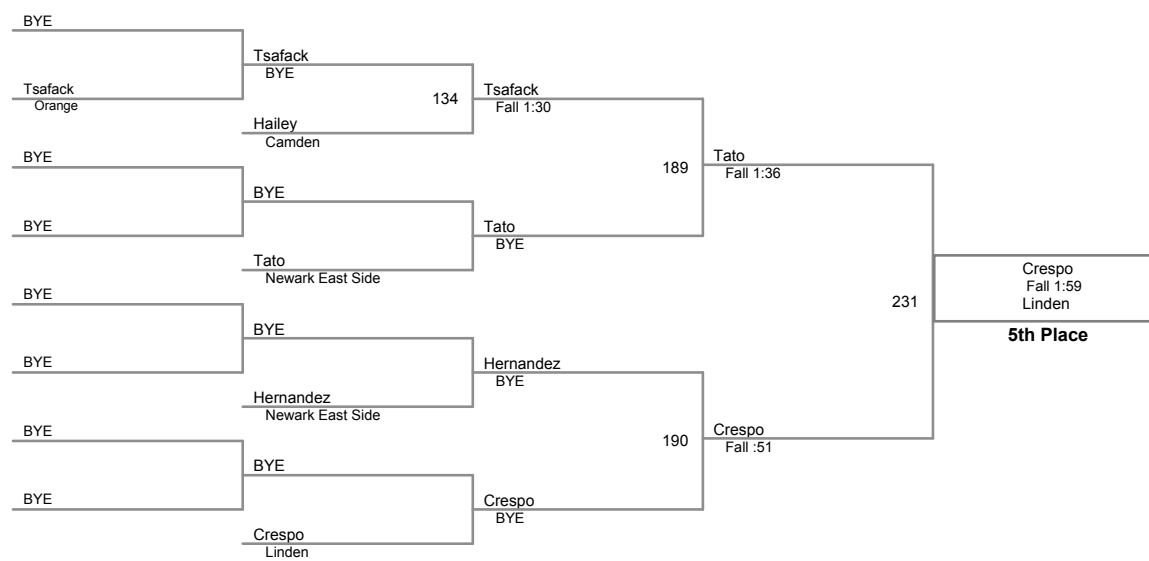 BYE
Tsafack
BYE
Tsafack
Orange
134
Tsafack
Fall 1:30
Hailey
Camden
BYE
Tato
Fall 1:36
189
BYE
BYE
Tato
BYE
Tato
Newark East Side
Crespo
Fall 1:59
Linden
BYE
231
BYE
5th Place
BYE
Hernandez
BYE
Hernandez
Newark East Side
Crespo
Fall :51
BYE
190
BYE
BYE
Crespo
BYE
Crespo
Linden